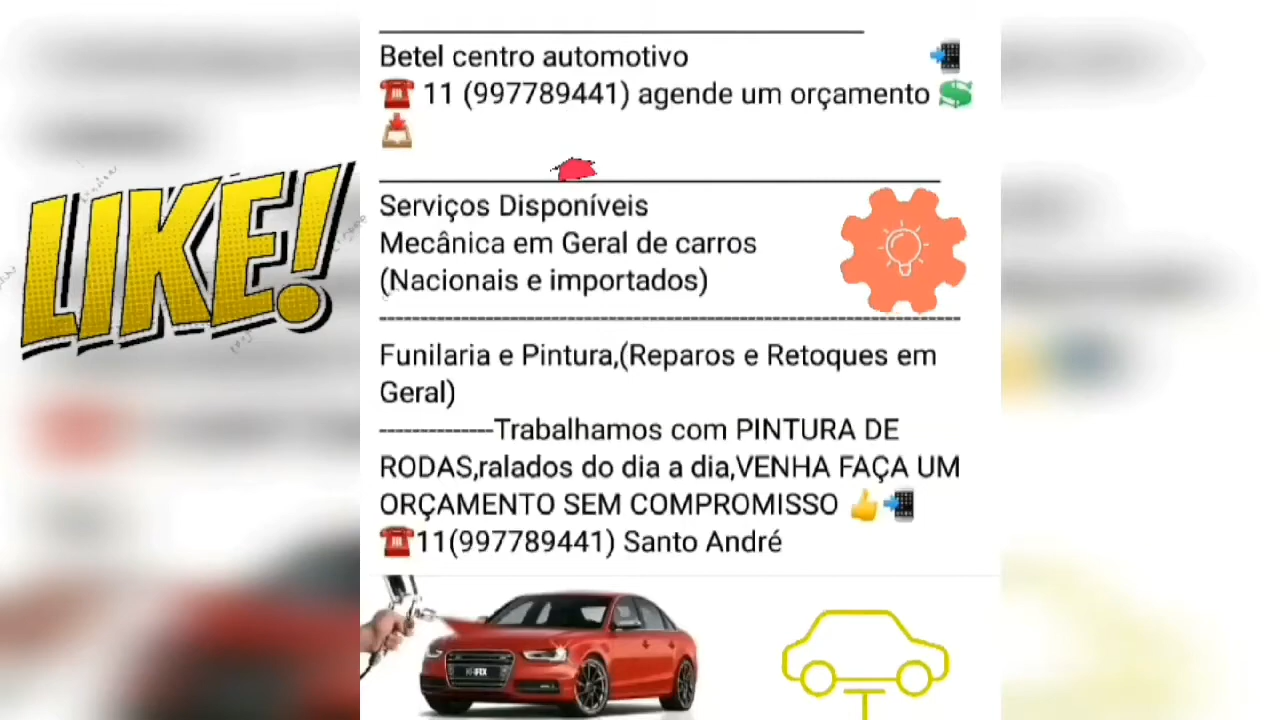 Betel centro automotivo 📲
☎️ 11 (997789441) agende um orçamento 💲
📥
LIKE!
Serviços Disponíveis
Mecânica em Geral de carros
(Nacionais e importados)
-----------------------------------------------------------------------
Funilaria e Pintura,(Reparos e Retoques em
Geral)
--------------Trabalhamos com PINTURA DE
RODAS,ralados do dia a dia,VENHA FAÇA UM
ORÇAMENTO SEM COMPROMISSO 👍📲
☎️11(997789441) Santo André